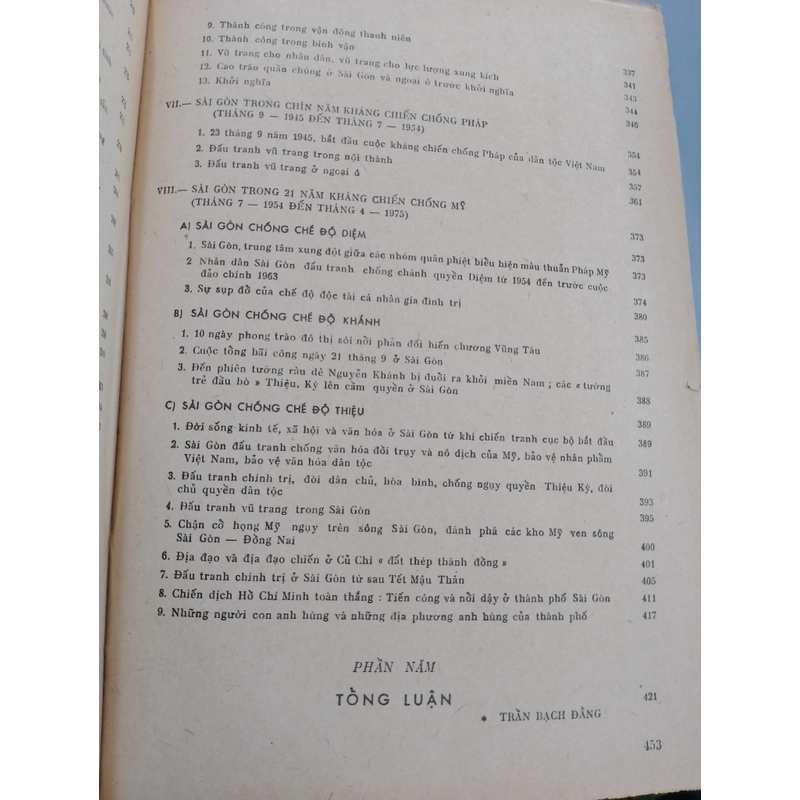 9. Thành công trong vận động thanh niên
10. Thành công trong binh vận 337
11. Vũ trang cho nhân dân, vũ trang cho lực lượng xung kích 341
12. Cao trào quần chúng ở Sài Gòn và ngoại ô trước khởi nghĩa 343
13. Khởi nghĩa 344
VII.— SÀI GÒN TRONG CHÍN NĂM KHÁNG CHIẾN CHỐNG PHÁP 346
(THÁNG 9 — 1945 ĐẾN THÁNG 7 — 1954)
1. 23 tháng 9 năm 1945, bắt đầu cuộc kháng chiến chống Pháp của dân tộc Việt Nam 354
2. Đấu tranh vũ trang trong nội thành 354
3. Đấu tranh vũ trang ở ngoại ô 357
VIII.— SÀI GÒN TRONG 21 NĂM KHÁNG CHIẾN CHỐNG MỸ 361
(THÁNG 7 — 1954 ĐẾN THÁNG 4 — 1975)
A) SÀI GÒN CHỐNG CHẾ ĐỘ DIỆM 373
1. Sài Gòn, trung tâm xung đột giữa các nhóm quân phiệt biểu hiện mâu thuẫn Pháp Mỹ 373
2 Nhân dân Sài Gòn đấu tranh chống chánh quyền Diệm từ 1954 đến trước cuộc 373
đảo chính 1963 374
3. Sự sụp đổ của chế độ độc tài cá nhân gia đình trị 380
B) SÀI GÒN CHỐNG CHẾ ĐỘ KHÁNH
1. 10 ngày phong trào đô thị sôi nổi phản đối hiến chương Vũng Tàu 385
2. Cuộc tổng bãi công ngày 21 tháng 9 ở Sài Gòn 386
3. Đến phiên tướng râu dê Nguyễn Khánh bị đuổi ra khỏi miền Nam ; các « tướng 387
trẻ đầu bò » Thiệu, Kỳ lên cầm quyền ở Sài Gòn 388
C) SÀI GÒN CHỐNG CHẾ ĐỘ THIỆU 389
1. Đời sống kinh tế, xã hội và văn hóa ở Sài Gòn từ khi chiến tranh cục bộ bắt đầu 389
2. Sài Gòn đấu tranh chống văn hóa đồi trụy và nô dịch của Mỹ, bảo vệ nhân phẩm
Việt Nam, bảo vệ văn hóa dân tộc 391
3. Đấu tranh chính trị, đòi dân chủ, hòa bình, chống ngụy quyền Thiệu Kỳ, đòi
chủ quyền dân tộc 393
4. Đấu tranh vũ trang trong Sài Gòn 395
5. Chặn cổ họng Mỹ ngụy trên sông Sài Gòn, đánh phá các kho Mỹ ven sông
Sài Gòn — Đồng Nai 400
6. Địa đạo và địa đạo chiến ở Củ Chi « đất thép thành đồng » 401
7. Đấu tranh chính trị ở Sài Gòn từ sau Tết Mậu Thân 405
8. Chiến dịch Hồ Chí Minh toàn thắng : Tiến công và nổi dậy ở thành phố Sài Gòn 411
9. Những người con anh hùng và những địa phương anh hùng của thành phố 417
PHẦN NĂM
TỔNG LUẬN 421
* TRẦN BẠCH ĐẰNG
453